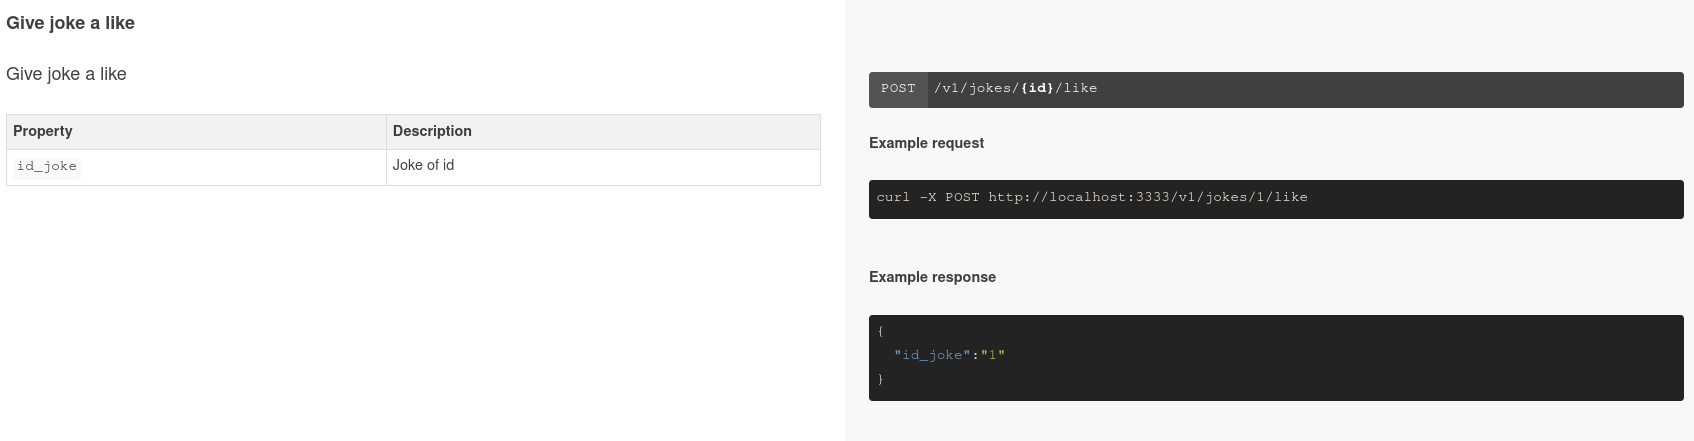 Give joke a like
Give joke a like
Property Description
id_joke Joke of id
POST /v1/jokes/{id}/like
Example request
curl -X POST http://localhost:3333/v1/jokes/1/like
Example response
{
  "id_joke":"1"
}